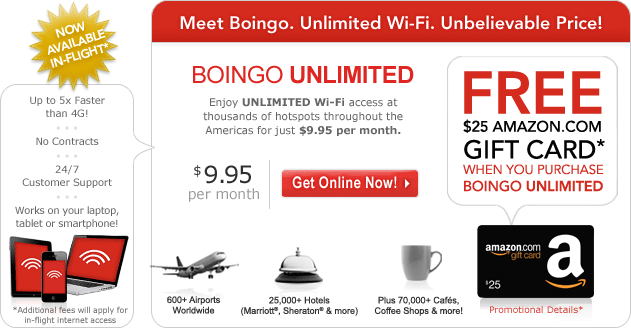 NOW
AVAILABLE
IN-FLIGHT*
Up to 5x Faster
than 4G!
No Contracts
24/7
Customer Support
Works on your laptop,
tablet or smartphone!
*Additional fees will apply for
in-flight internet access
Meet Boingo. Unlimited Wi-Fi. Unbelievable Price!
BOINGO UNLIMITED
Enjoy UNLIMITED Wi-Fi access at
thousands of hotspots throughout the
Americas for just $9.95 per month.
$9.95
per month
Get Online Now!
600+ Airports
Worldwide
25,000+ Hotels
(Marriott®, Sheraton® & more)
Plus 70,000+ Cafés,
Coffee Shops & more!
FREE
$25 AMAZON.COM
GIFT CARD*
WHEN YOU PURCHASE
BOINGO UNLIMITED
amazon.com
gift card
a
$25
Promotional Details*